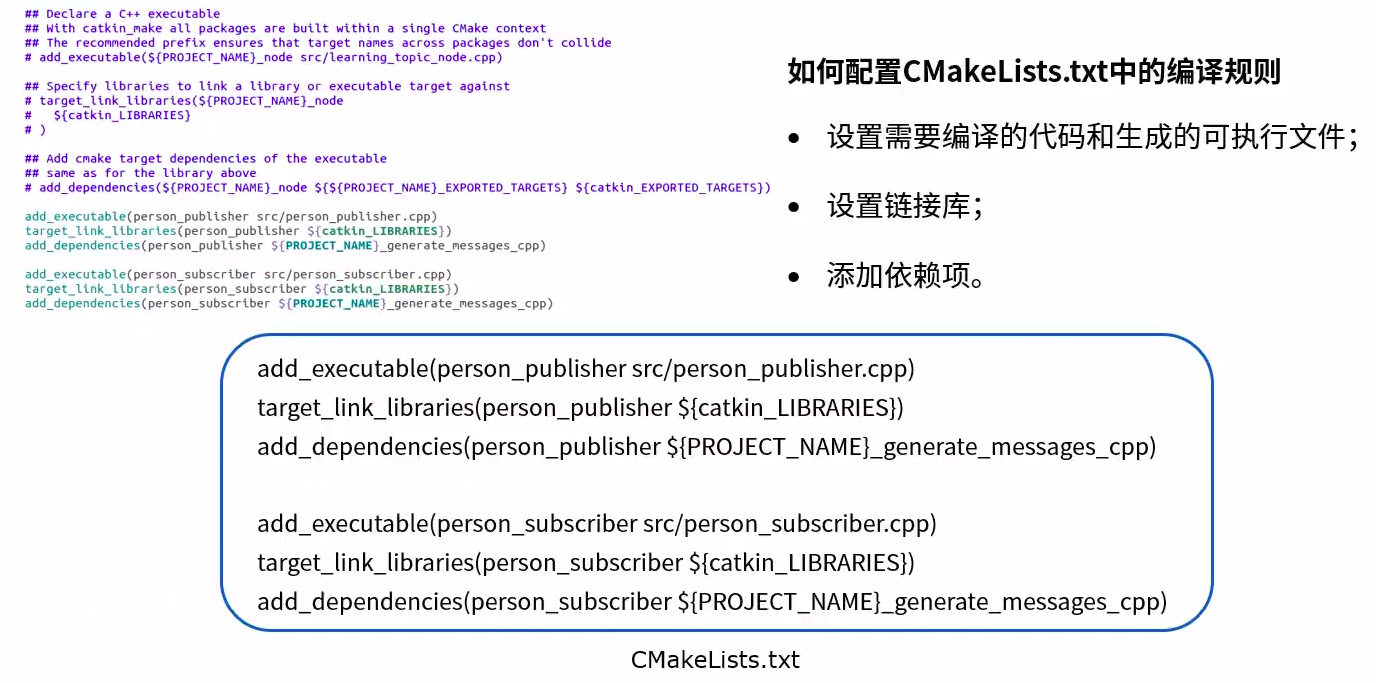 ## Declare a C++ executable
## With catkin_make all packages are built within a single CMake context
## The recommended prefix ensures that target names across packages don't collide
# add_executable(${PROJECT_NAME}_node src/learning_topic_node.cpp)
## Specify libraries to link a library or executable target against
# target_link_libraries(${PROJECT_NAME}_node
#   ${catkin_LIBRARIES}
# )
## Add cmake target dependencies of the executable
## same as for the library above
# add_dependencies(${PROJECT_NAME}_node ${${PROJECT_NAME}_EXPORTED_TARGETS} ${catkin_EXPORTED_TARGETS})
add_executable(person_publisher src/person_publisher.cpp)
target_link_libraries(person_publisher ${catkin_LIBRARIES})
add_dependencies(person_publisher ${PROJECT_NAME}_generate_messages_cpp)
add_executable(person_subscriber src/person_subscriber.cpp)
target_link_libraries(person_subscriber ${catkin_LIBRARIES})
add_dependencies(person_subscriber ${PROJECT_NAME}_generate_messages_cpp)
如何配置CMakeLists.txt中的编译规则
• 设置需要编译的代码和生成的可执行文件；
• 设置链接库；
• 添加依赖项。
add_executable(person_publisher src/person_publisher.cpp)
target_link_libraries(person_publisher ${catkin_LIBRARIES})
add_dependencies(person_publisher ${PROJECT_NAME}_generate_messages_cpp)
add_executable(person_subscriber src/person_subscriber.cpp)
target_link_libraries(person_subscriber ${catkin_LIBRARIES})
add_dependencies(person_subscriber ${PROJECT_NAME}_generate_messages_cpp)
CMakeLists.txt